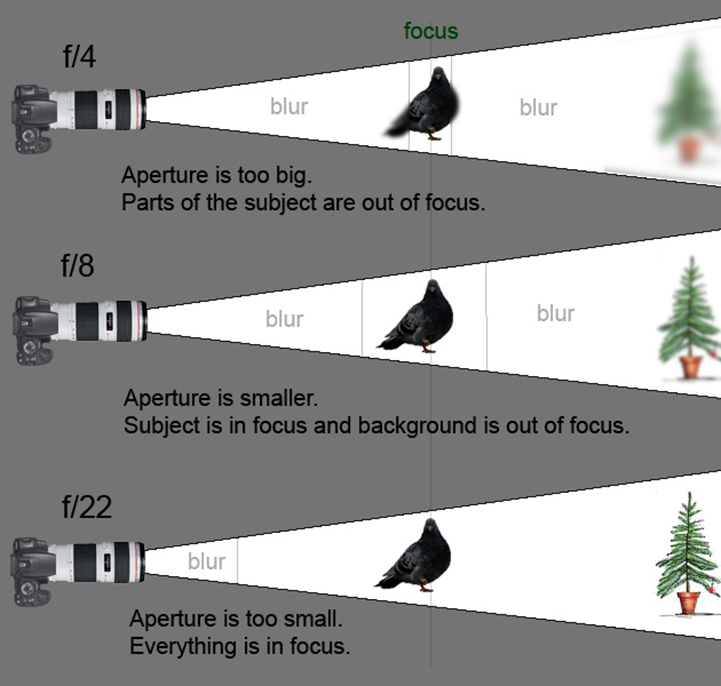 focus
f/4
blur
blur
Aperture is too big.
Parts of the subject are out of focus.
f/8
blur
blur
Aperture is smaller.
Subject is in focus and background is out of focus.
f/22
blur
Aperture is too small.
Everything is in focus.